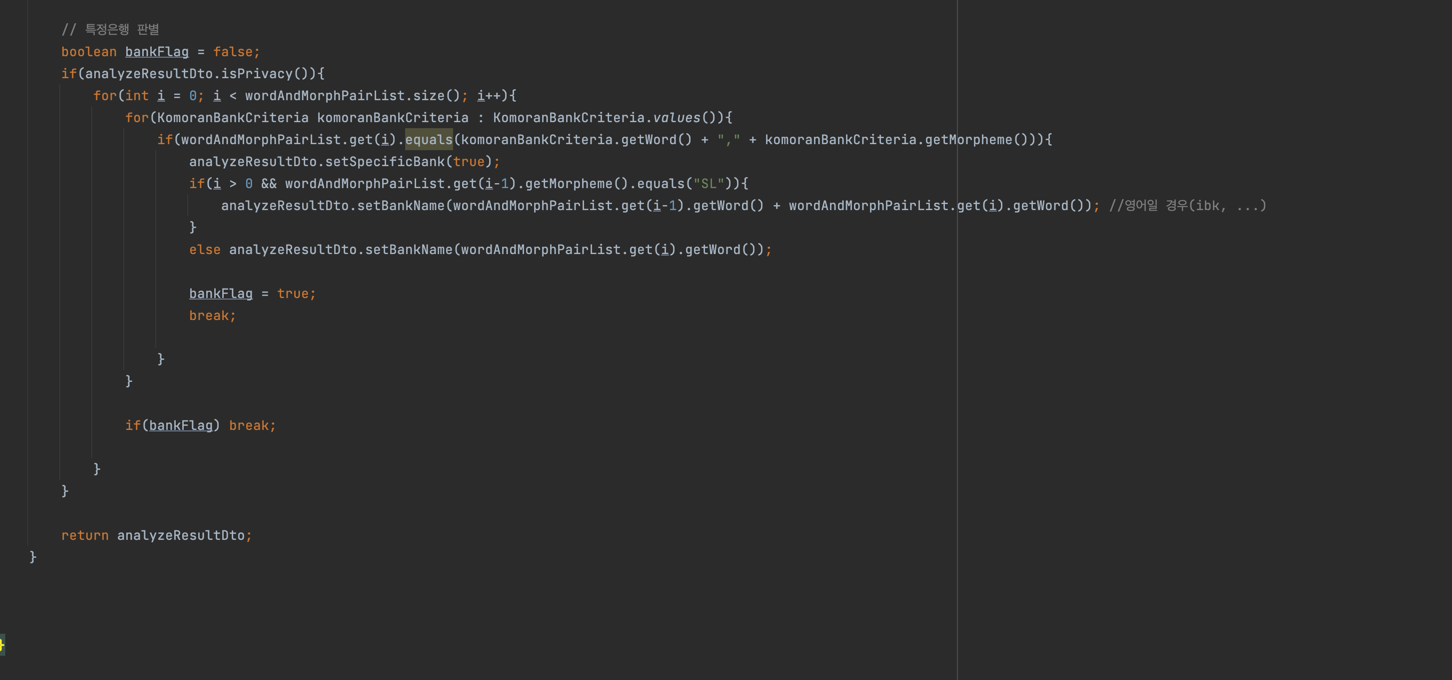 // 특정은행 판별
boolean bankFlag = false;
if(analyzeResultDto.isPrivacy()){
for(int i = 0; i < wordAndMorphPairList.size(); i++){
for(KomoranBankCriteria komoranBankCriteria : KomoranBankCriteria.values()){
if(wordAndMorphPairList.get(i).equals(komoranBankCriteria.getWord() + "," + komoranBankCriteria.getMorpheme())){
analyzeResultDto.setSpecificBank(true);
if(i > 0 && wordAndMorphPairList.get(i-1).getMorpheme().equals("SL")){
analyzeResultDto.setBankName(wordAndMorphPairList.get(i-1).getWord() + wordAndMorphPairList.get(i).getWord()); //영어일 경우(ibk, ...)
}
else analyzeResultDto.setBankName(wordAndMorphPairList.get(i).getWord());
bankFlag = true;
break;
}
}
if(bankFlag) break;
}
}
return analyzeResultDto;
}
}